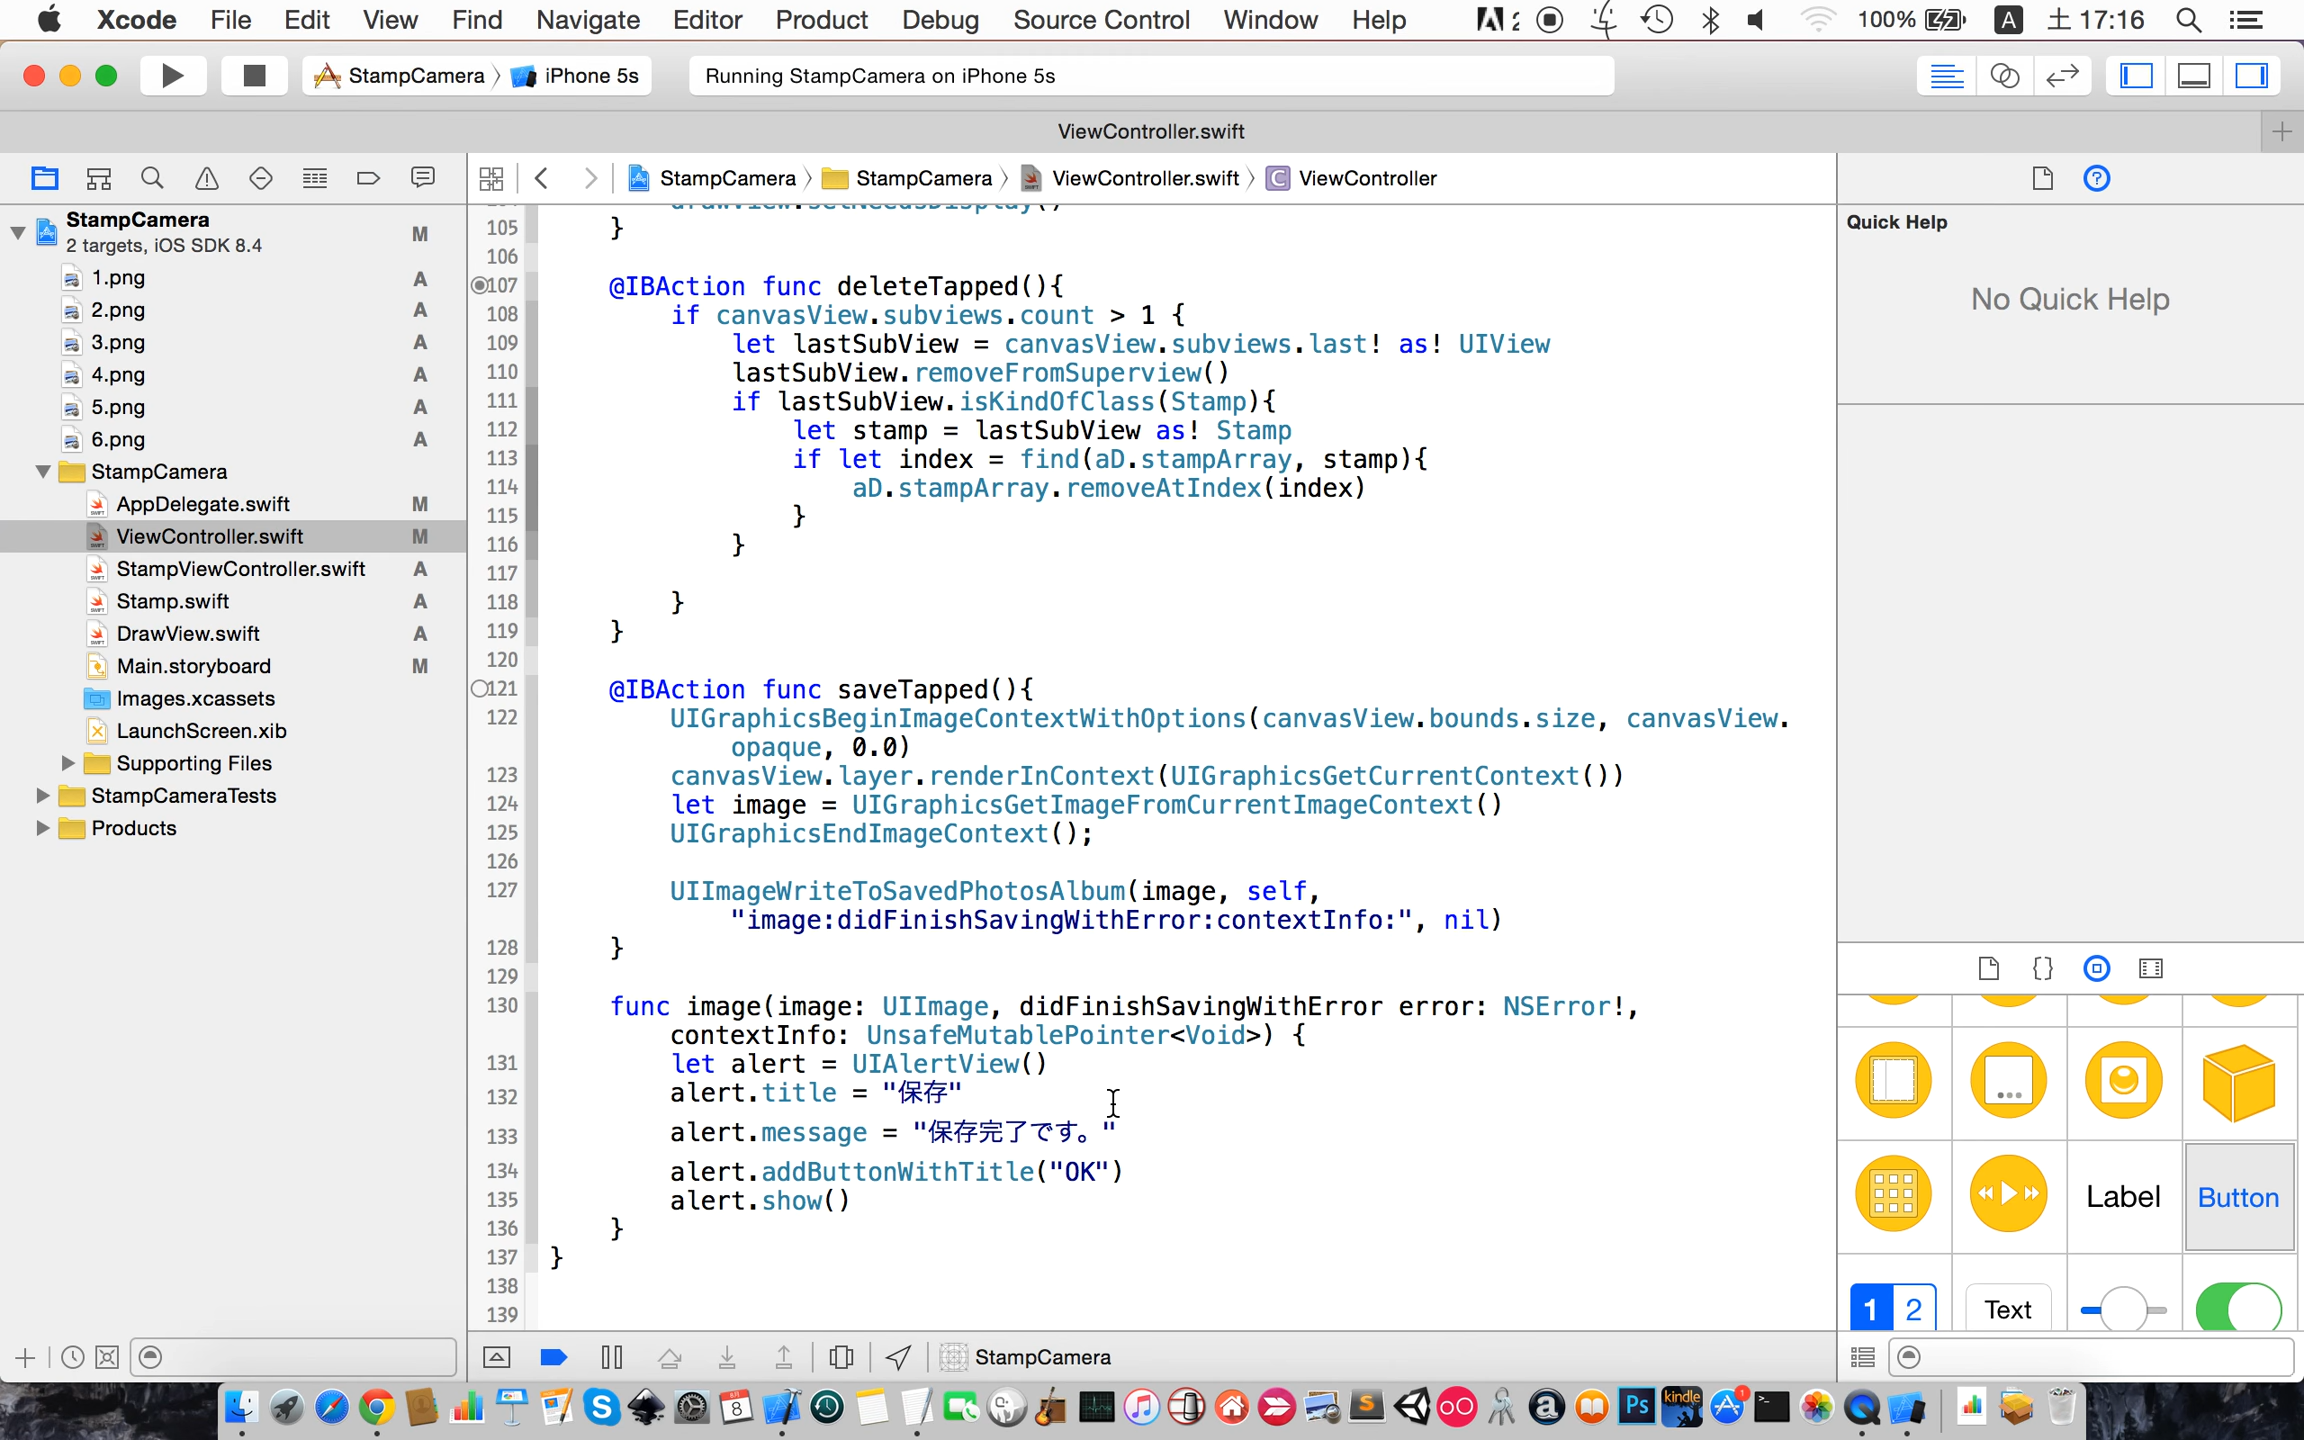 Xcode File Edit View Find Navigate Editor Product Debug Source Control Window Help 100% A 土 17:16
StampCamera iPhone 5s Running StampCamera on iPhone 5s
ViewController.swift
StampCamera StampCamera ViewController.swift C ViewController
StampCamera M
2 targets, iOS SDK 8.4
1.png A
2.png A
3.png A
4.png A
5.png A
6.png A
StampCamera
AppDelegate.swift M
ViewController.swift M
StampViewController.swift A
Stamp.swift A
DrawView.swift A
Main.storyboard M
Images.xcassets
LaunchScreen.xib
Supporting Files
StampCameraTests
Products
105 }
106
107 @IBAction func deleteTapped(){
108 if canvasView.subviews.count > 1 {
109 let lastSubView = canvasView.subviews.last! as! UIView
110 lastSubView.removeFromSuperview()
111 if lastSubView.isKindOfClass(Stamp){
112 let stamp = lastSubView as! Stamp
113 if let index = find(aD.stampArray, stamp){
114 aD.stampArray.removeAtIndex(index)
115 }
116 }
117
118 }
119 }
120
121 @IBAction func saveTapped(){
122 UIGraphicsBeginImageContextWithOptions(canvasView.bounds.size, canvasView.
opaque, 0.0)
123 canvasView.layer.renderInContext(UIGraphicsGetCurrentContext())
124 let image = UIGraphicsGetImageFromCurrentImageContext()
125 UIGraphicsEndImageContext();
126
127 UIImageWriteToSavedPhotosAlbum(image, self,
"image:didFinishSavingWithError:contextInfo:", nil)
128 }
129
130 func image(image: UIImage, didFinishSavingWithError error: NSError!,
contextInfo: UnsafeMutablePointer<Void>) {
131 let alert = UIAlertView()
132 alert.title = "保存"
133 alert.message = "保存完了です。"
134 alert.addButtonWithTitle("OK")
135 alert.show()
136 }
137 }
138
139
StampCamera
Quick Help
No Quick Help
Label Button
1 2 Text
8 kindle Ps 1